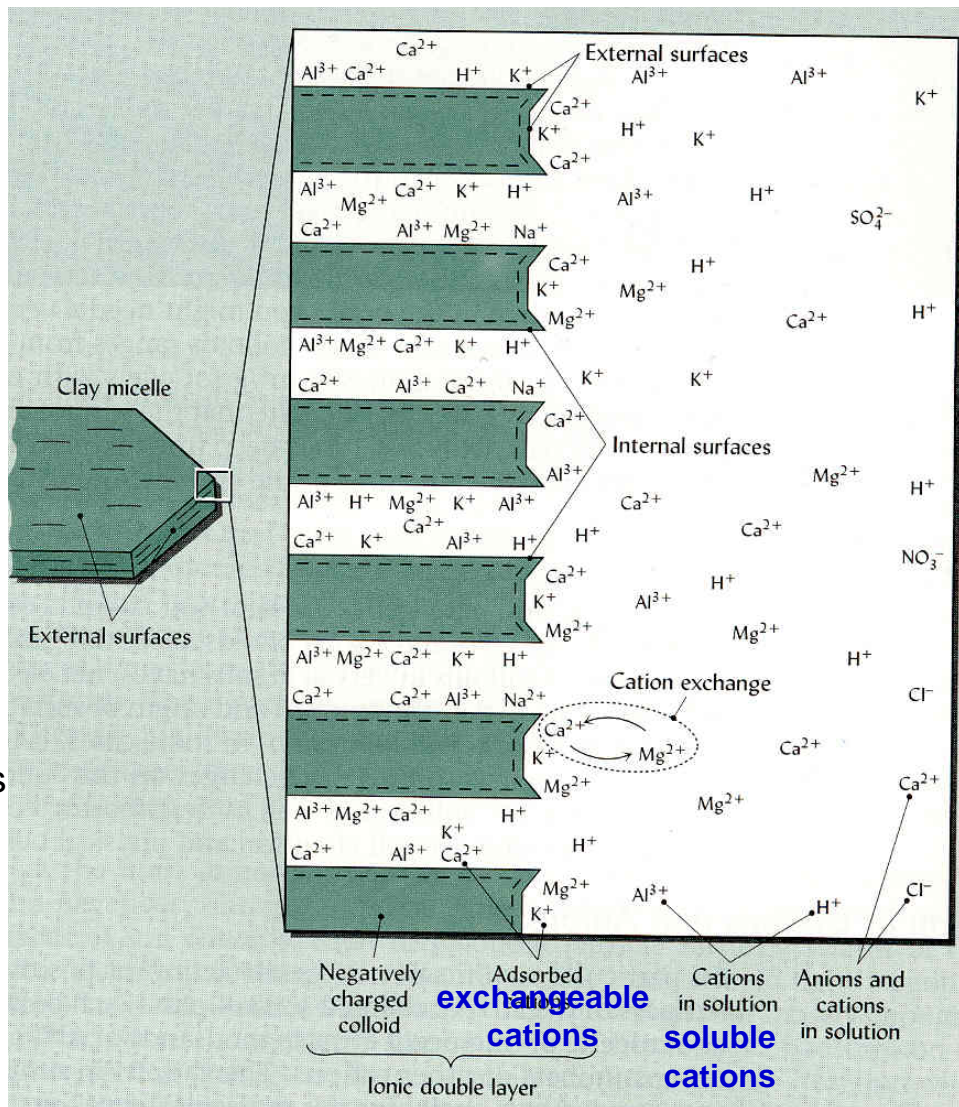 Ca2+
External surfaces
Al3+ Ca2+ H+ K+ Al3+ Al3+
K+
Ca2+
K+ H+ K+
Ca2+
Al3+ Ca2+ K+ H+ Al3+ H+
Mg2+
SO42−
Ca2+ Al3+ Mg2+ Na+
Ca2+ H+
K+ Mg2+
Mg2+ Ca2+ H+
Al3+ Mg2+ Ca2+ K+ H+
K+ K+
Clay micelle
Ca2+ Al3+ Ca2+ Na+
Ca2+
Internal surfaces
Al3+ Mg2+
H+
Al3+ H+ Mg2+ K+ Al3+ Ca2+
Ca2+ Ca2+
Ca2+ K+ Al3+ H+ H+
NO3−
Ca2+ H+
K+ Al3+
External surfaces
Mg2+ Mg2+
Al3+ Mg2+ Ca2+ K+ H+ H+
Cation exchange
Ca2+ Ca2+ Al3+ Na2+ Cl−
Ca2+
K+ Mg2+ Ca2+
s
Mg2+ Ca2+
Al3+ Mg2+ Ca2+ H+ Mg2+
K+
H+
Ca2+ Al3+ Ca2+
Mg2+ Al3+ Cl−
K+ H+
Negatively charged colloid
Adsorbed cations
exchangeable
cations
Cations in solution
soluble
cations
Anions and cations in solution
Ionic double layer